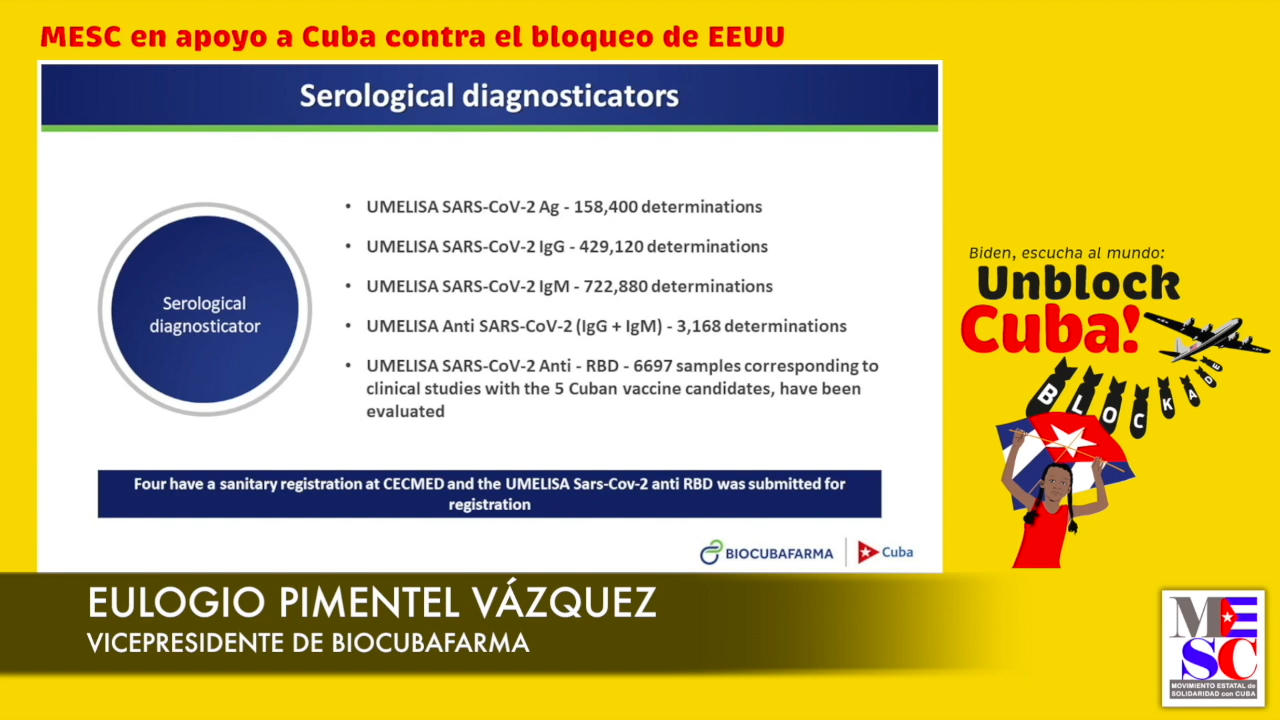 MESC en apoyo a Cuba contra el bloqueo de EEUU
Serological diagnosticators
Serological
diagnosticator
• UMELISA SARS-CoV-2 Ag - 158,400 determinations
• UMELISA SARS-CoV-2 IgG - 429,120 determinations
• UMELISA SARS-CoV-2 IgM - 722,880 determinations
• UMELISA Anti SARS-CoV-2 (IgG + IgM) - 3,168 determinations
• UMELISA SARS-CoV-2 Anti - RBD - 6697 samples corresponding to
clinical studies with the 5 Cuban vaccine candidates, have been
evaluated
Four have a sanitary registration at CECMED and the UMELISA Sars-Cov-2 anti RBD was submitted for
registration
BIOCUBAFARMA
Cuba
Biden, escucha al mundo:
Unblock
Cuba!
BLOCKADE
EULOGIO PIMENTEL VÁZQUEZ
VICEPRESIDENTE DE BIOCUBAFARMA
MESC
MOVIMIENTO ESTATAL de
SOLIDARIDAD con CUBA